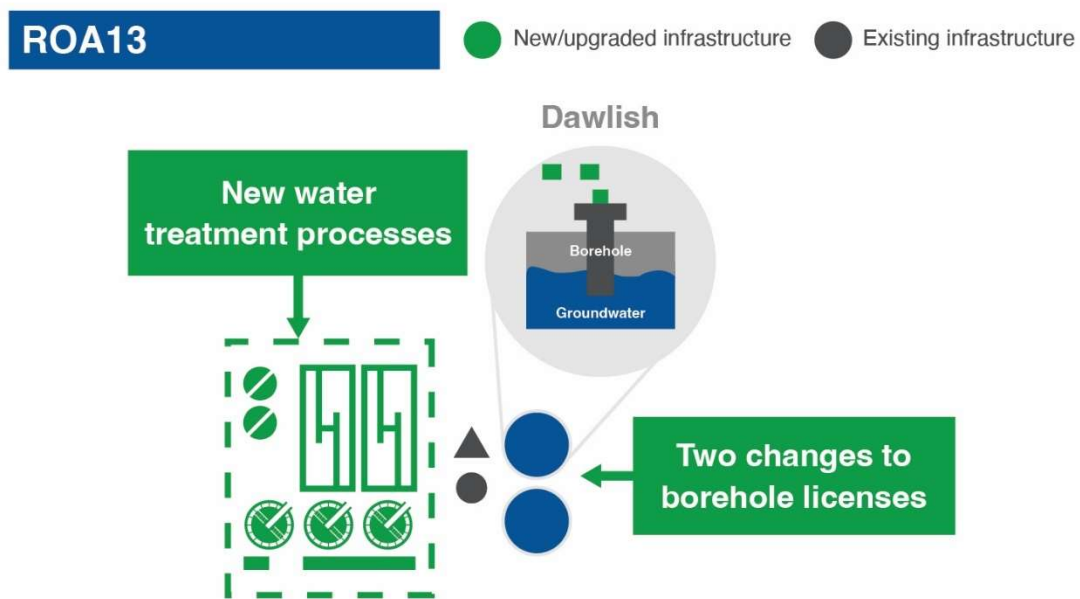 ROA13
New/upgraded infrastructure
Existing infrastructure
Dawlish
New water
treatment processes
Borehole
Groundwater
Two changes to
borehole licenses